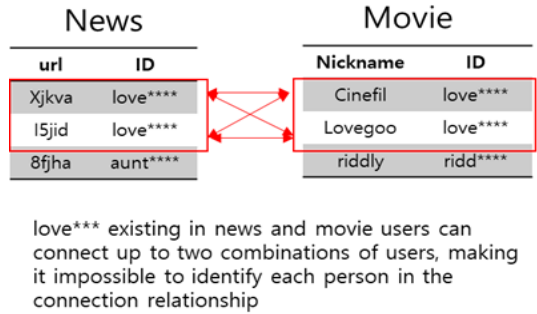 News
Movie
url ID
Nickname ID
Xjkva love****
Cinefil love****
I5jid love****
Lovegoo love****
8fjha aunt****
riddly ridd****
love*** existing in news and movie users can
connect up to two combinations of users, making
it impossible to identify each person in the
connection relationship